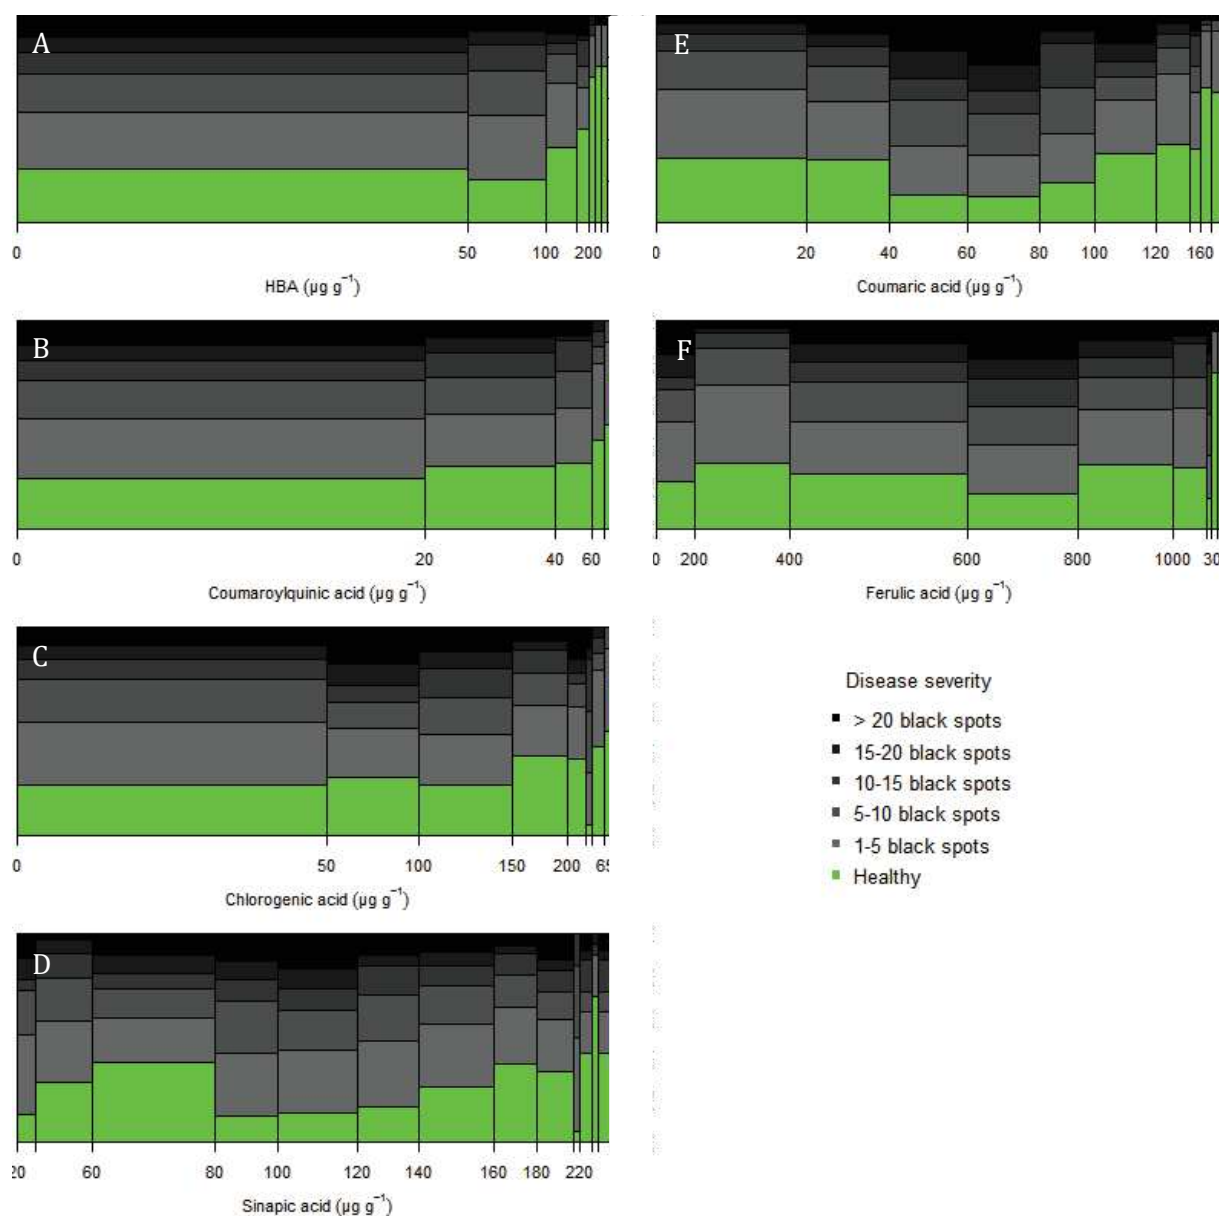 A
0 50 100 200
HBA (µg g⁻¹)
B
0 20 40 60
Coumaroylquinic acid (µg g⁻¹)
C
0 50 100 150 200 65
Chlorogenic acid (µg g⁻¹)
D
20 60 80 100 120 140 160 180 220
Sinapic acid (µg g⁻¹)
E
0 20 40 60 80 100 120 160
Coumaric acid (µg g⁻¹)
F
0 200 400 600 800 1000 30
Ferulic acid (µg g⁻¹)
Disease severity
> 20 black spots
15-20 black spots
10-15 black spots
5-10 black spots
1-5 black spots
Healthy